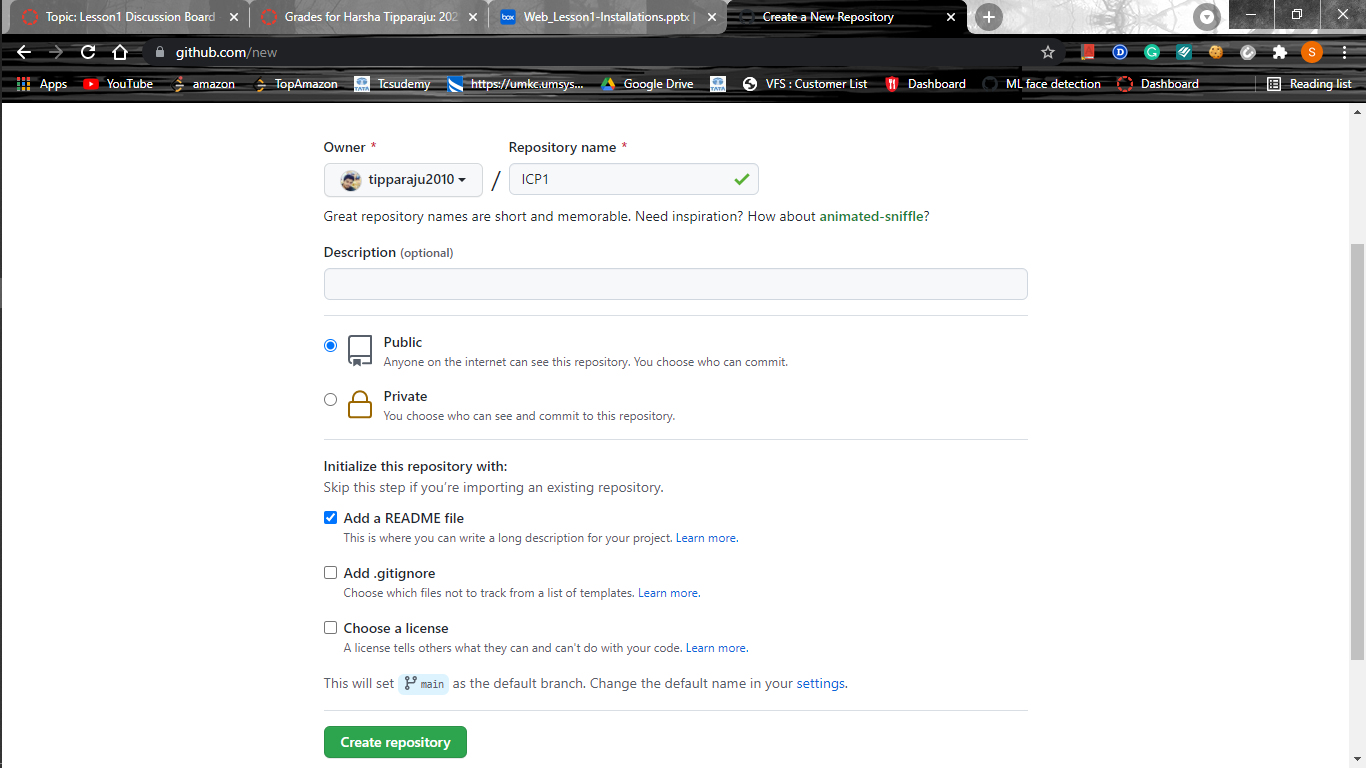 Topic: Lesson1 Discussion Board
Grades for Harsha Tipparaju: 202
box Web_Lesson1-Installations.pptx |
Create a New Repository
github.com/new
S
Apps YouTube amazon TopAmazon Tcsudemy https://umkc.umsys... Google Drive VFS : Customer List Dashboard ML face detection Dashboard Reading list
Owner * Repository name *
tipparaju2010 / ICP1
Great repository names are short and memorable. Need inspiration? How about animated-sniffle?
Description (optional)
Public
Anyone on the internet can see this repository. You choose who can commit.
Private
You choose who can see and commit to this repository.
Initialize this repository with:
Skip this step if you're importing an existing repository.
Add a README file
This is where you can write a long description for your project. Learn more.
Add .gitignore
Choose which files not to track from a list of templates. Learn more.
Choose a license
A license tells others what they can and can't do with your code. Learn more.
This will set main as the default branch. Change the default name in your settings.
Create repository